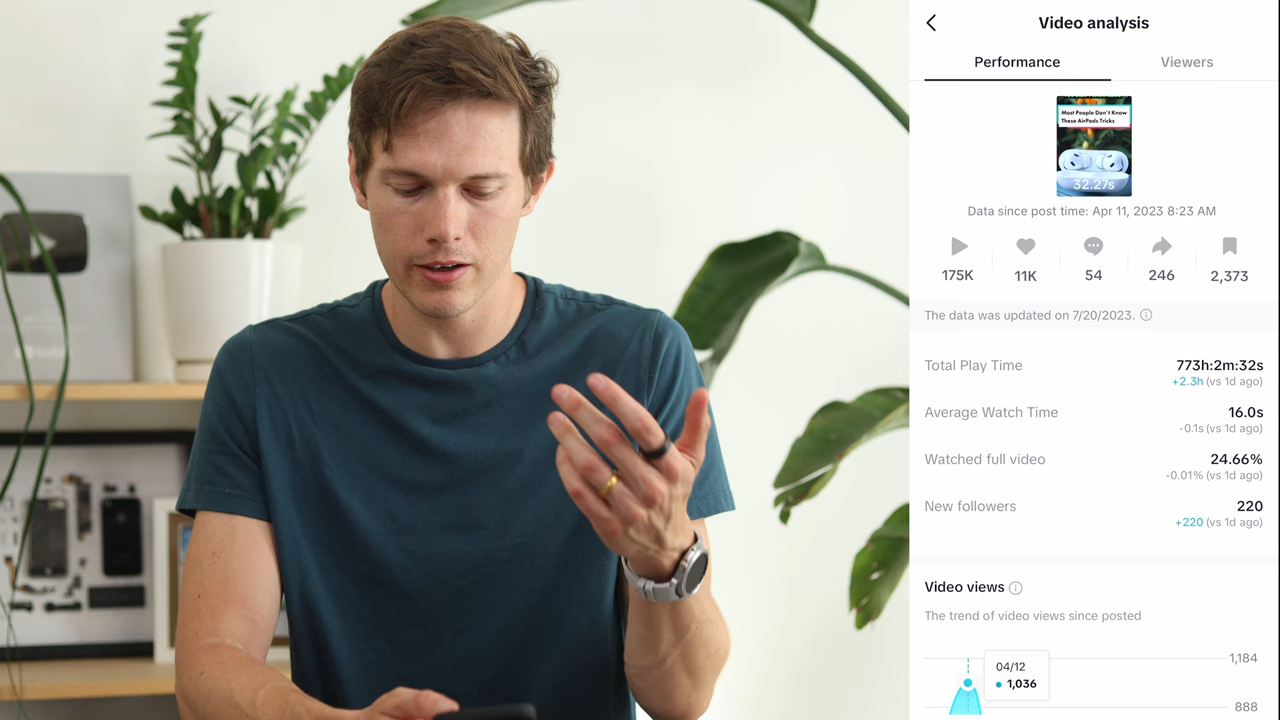 Video analysis
Performance
Viewers
Most People Don't Know
These AirPods Tricks
32.27s
Data since post time: Apr 11, 2023 8:23 AM
175K
11K
54
246
2,373
The data was updated on 7/20/2023.
Total Play Time
773h:2m:32s
+2.3h (vs 1d ago)
Average Watch Time
16.0s
-0.1s (vs 1d ago)
Watched full video
24.66%
-0.01% (vs 1d ago)
New followers
220
+220 (vs 1d ago)
Video views
The trend of video views since posted
04/12
1,036
1,184
888